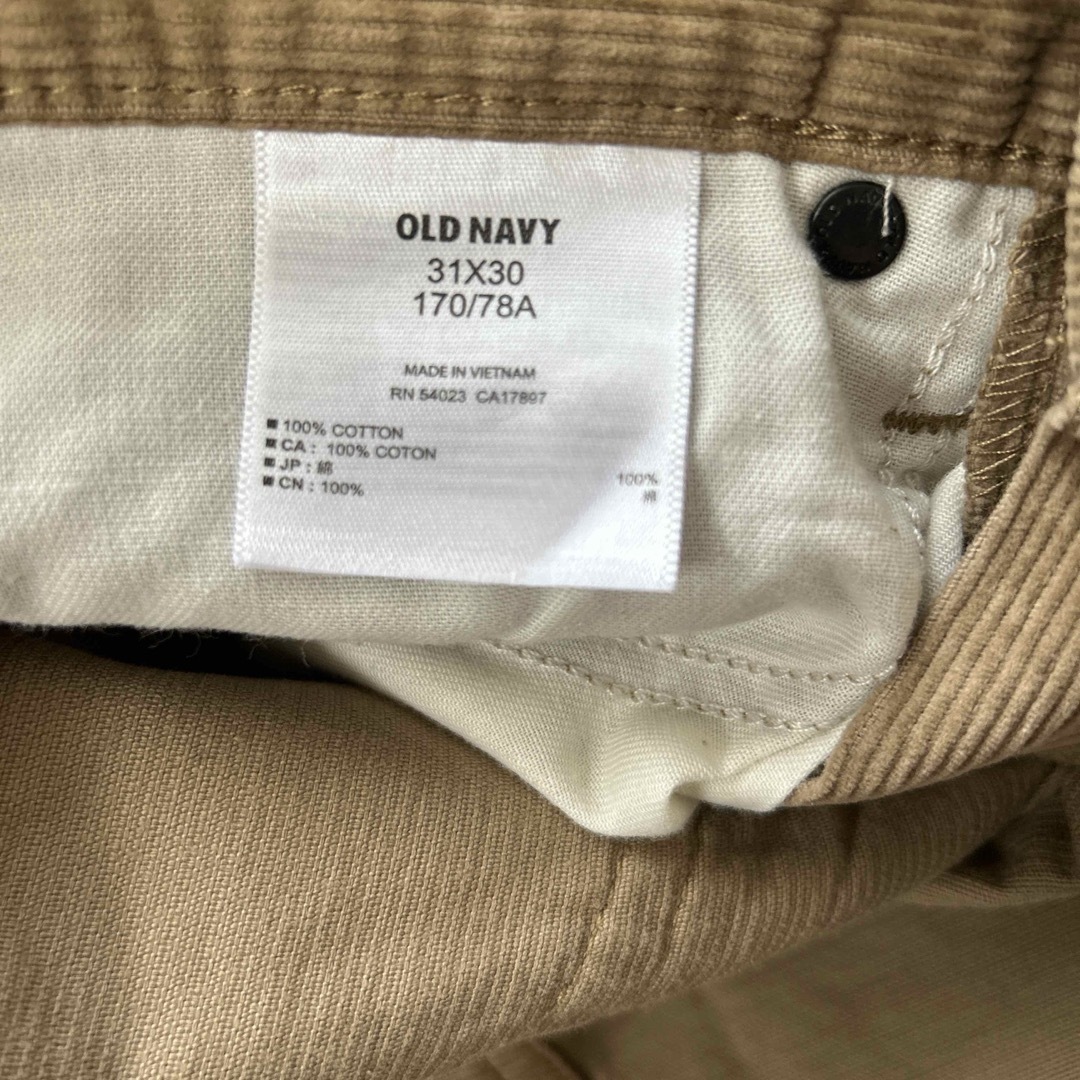 OLD NAVY
31X30
170/78A
MADE IN VIETNAM
RN 54023 CA17897
■ 100% COTTON
■ CA : 100% COTON
■ JP : 綿 100%
■ CN : 100% 棉